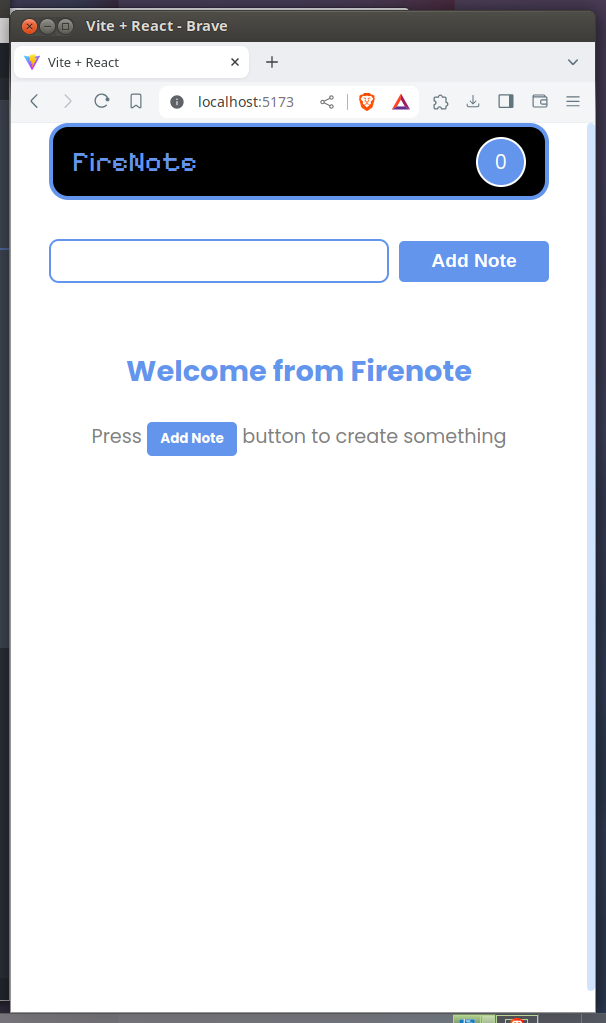 Vite + React - Brave
Vite + React
localhost:5173
FireNote
0
Add Note
Welcome from Firenote
Press Add Note button to create something